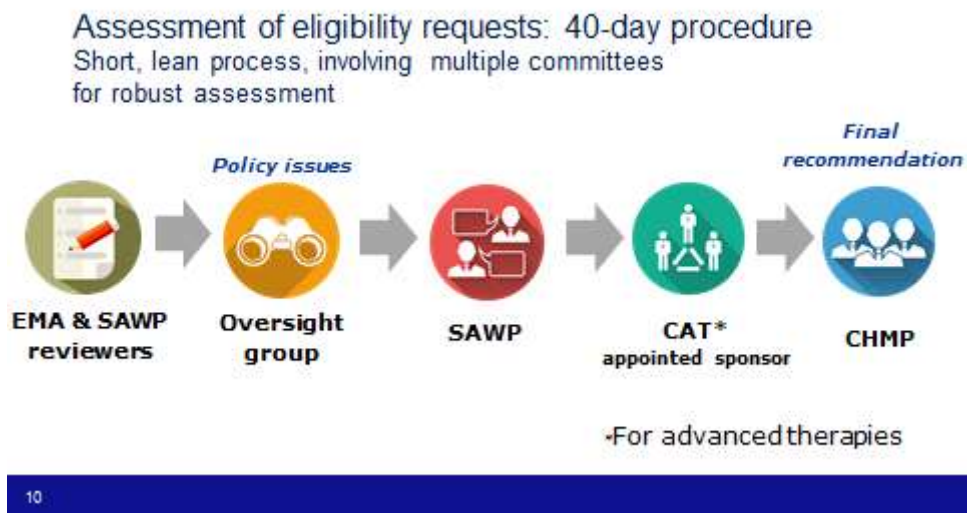 Assessment of eligibility requests: 40-day procedure
Short, lean process, involving multiple committees
for robust assessment
Policy issues
Final
recommendation
EMA & SAWP
reviewers
Oversight
group
SAWP
CAT*
appointed sponsor
CHMP
•For advanced therapies
10